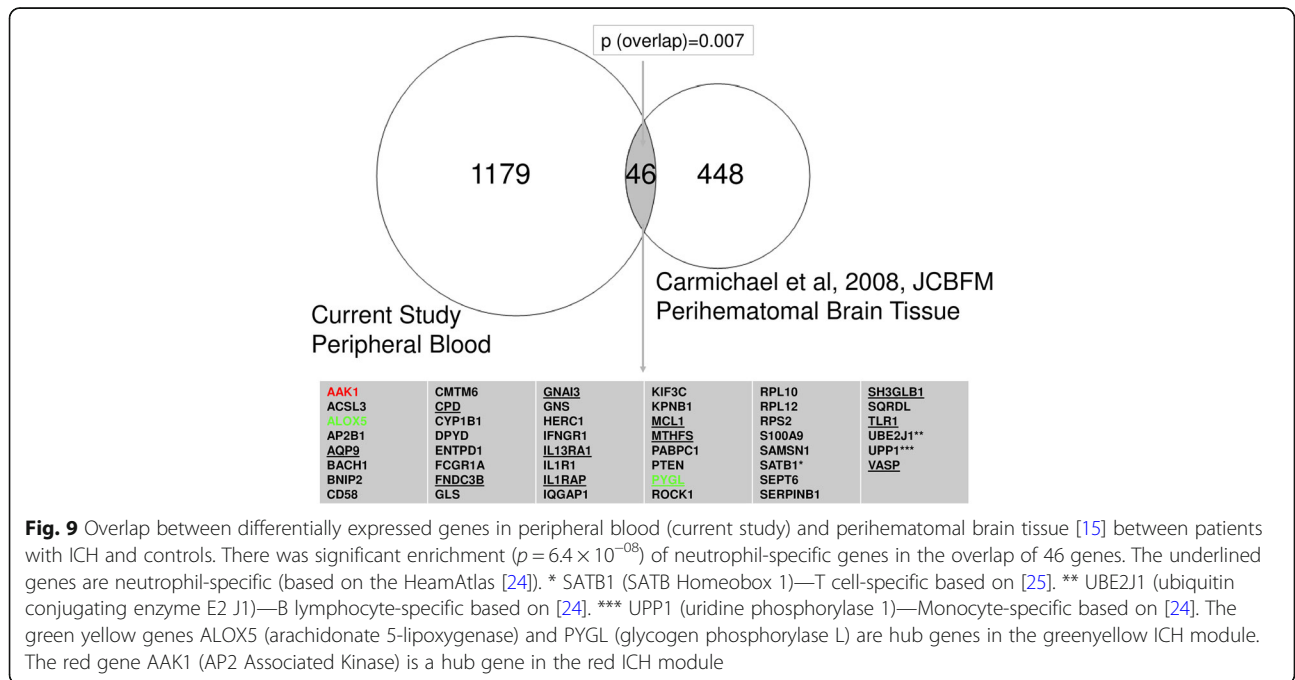 p (overlap)=0.007
1179
46
448
Carmichael et al, 2008, JCBFM
Perihematomal Brain Tissue
Current Study
Peripheral Blood
AAK1 CMTM6 GNAI3 KIF3C RPL10 SH3GLB1
ACSL3 CPD GNS KPNB1 RPL12 SQRDL
ALOX5 CYP1B1 HERC1 MCL1 RPS2 TLR1
AP2B1 DPYD IFNGR1 MTHFS S100A9 UBE2J1**
AQP9 ENTPD1 IL13RA1 PABPC1 SAMSN1 UPP1***
BACH1 FCGR1A IL1R1 PTEN SATB1* VASP
BNIP2 FNDC3B IL1RAP PYGL SEPT6
CD58 GLS IQGAP1 ROCK1 SERPINB1
Fig. 9 Overlap between differentially expressed genes in peripheral blood (current study) and perihematomal brain tissue [15] between patients
with ICH and controls. There was significant enrichment (p = 6.4 × 10⁻⁰⁸) of neutrophil-specific genes in the overlap of 46 genes. The underlined
genes are neutrophil-specific (based on the HeamAtlas [24]). * SATB1 (SATB Homeobox 1)—T cell-specific based on [25]. ** UBE2J1 (ubiquitin
conjugating enzyme E2 J1)—B lymphocyte-specific based on [24]. *** UPP1 (uridine phosphorylase 1)—Monocyte-specific based on [24]. The
green yellow genes ALOX5 (arachidonate 5-lipoxygenase) and PYGL (glycogen phosphorylase L) are hub genes in the greenyellow ICH module.
The red gene AAK1 (AP2 Associated Kinase) is a hub gene in the red ICH module